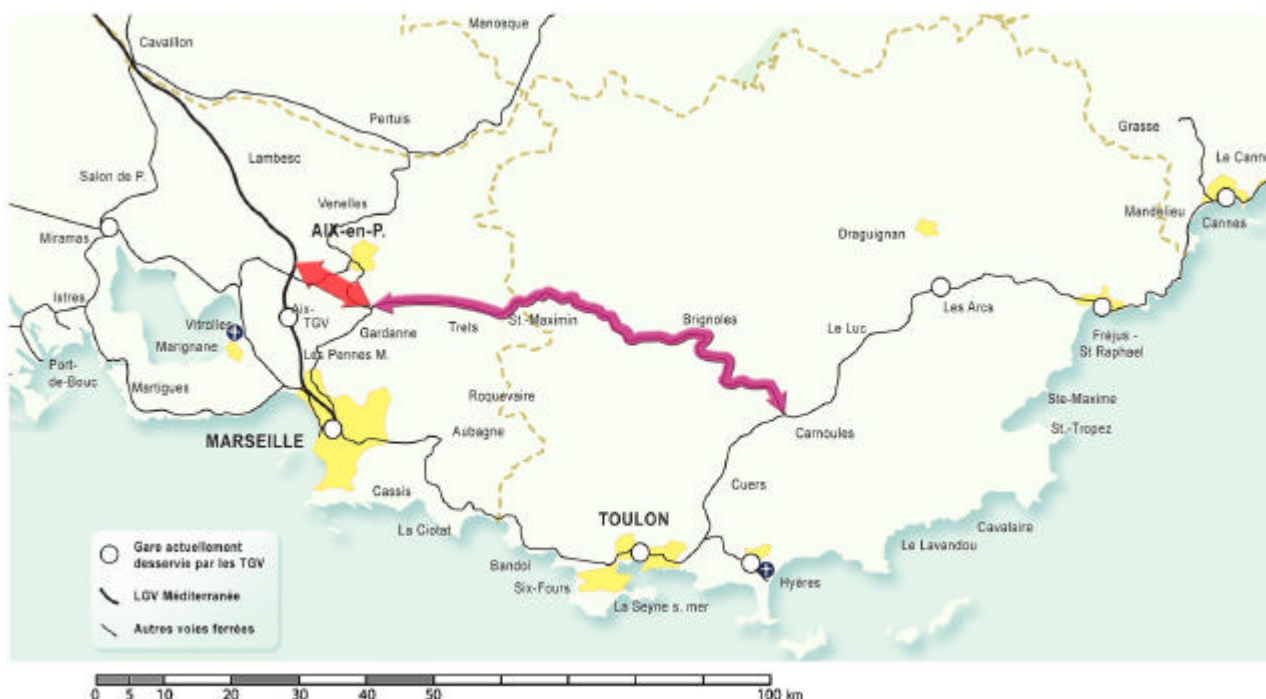 Manosque
Cavaillon
Pertuis
Grasse
Lambesc
Le Canne
Salon de P.
Venelles
Mandelieu
Cannes
AIX-en-P.
Draguignan
Miramas
Istres
Aix-
TGV
Vitrolles
Gardanne
Trets
St.-Maximin
Brignoles
Le Luc
Les Arcs
Marignane
Les Pennes M.
Fréjus -
St Raphael
Port-
de-Bouc
Martigues
Roquevaire
Ste-Maxime
MARSEILLE
Aubagne
Carnoules
St.-Tropez
Cassis
Cuers
La Ciotat
TOULON
Cavalaire
Le Lavandou
Bandol
Six-Fours
Hyères
La Seyne s. mer
Gare actuellement
desservie par les TGV
LGV Méditerranée
Autres voies ferrées
0 5 10 20 30 40 50 100 km